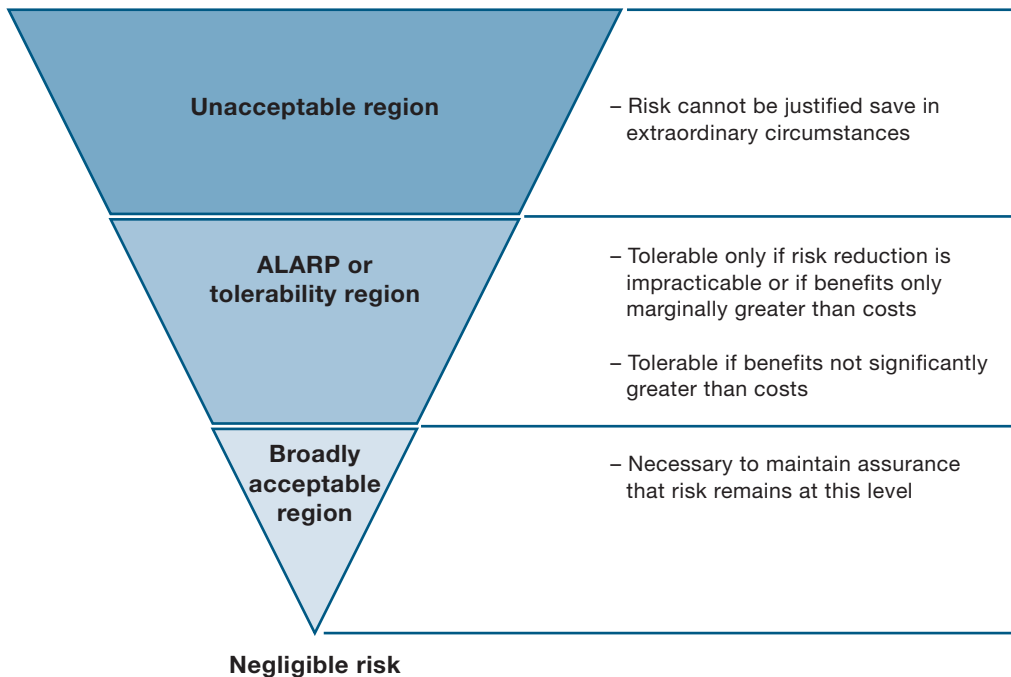 Unacceptable region
– Risk cannot be justified save in
extraordinary circumstances
ALARP or
tolerability region
– Tolerable only if risk reduction is
impracticable or if benefits only
marginally greater than costs
– Tolerable if benefits not significantly
greater than costs
Broadly
acceptable
region
– Necessary to maintain assurance
that risk remains at this level
Negligible risk